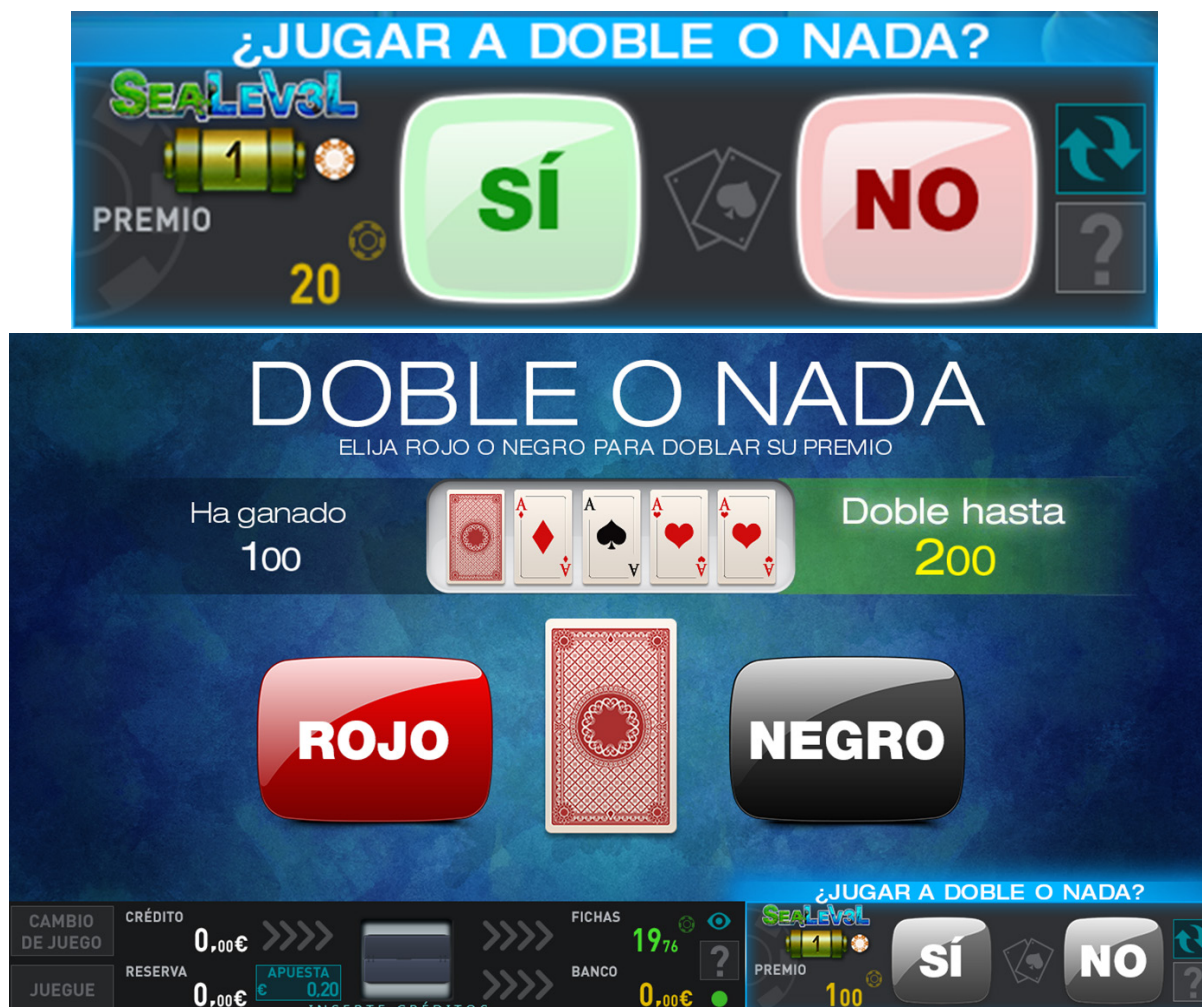 ¿JUGAR A DOBLE O NADA?
SEALEV3L
1
PREMIO
20
SÍ
NO
?
DOBLE O NADA
ELIJA ROJO O NEGRO PARA DOBLAR SU PREMIO
Ha ganado
100
A A A A
A A A A
Doble hasta
200
ROJO
NEGRO
CAMBIO
DE JUEGO
JUEGUE
CRÉDITO
0,00€
RESERVA
0,00€
APUESTA
€ 0,20
INSERTE CRÉDITOS
FICHAS
19,76
BANCO
0,00€
?
¿JUGAR A DOBLE O NADA?
SEALEV3L
1
PREMIO
100
SÍ
NO
?